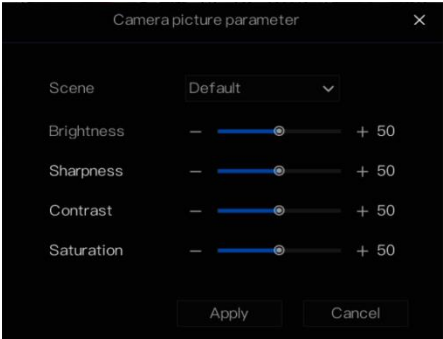 Camera picture parameter
Scene Default
Brightness 50
Sharpness 50
Contrast 50
Saturation 50
Apply Cancel